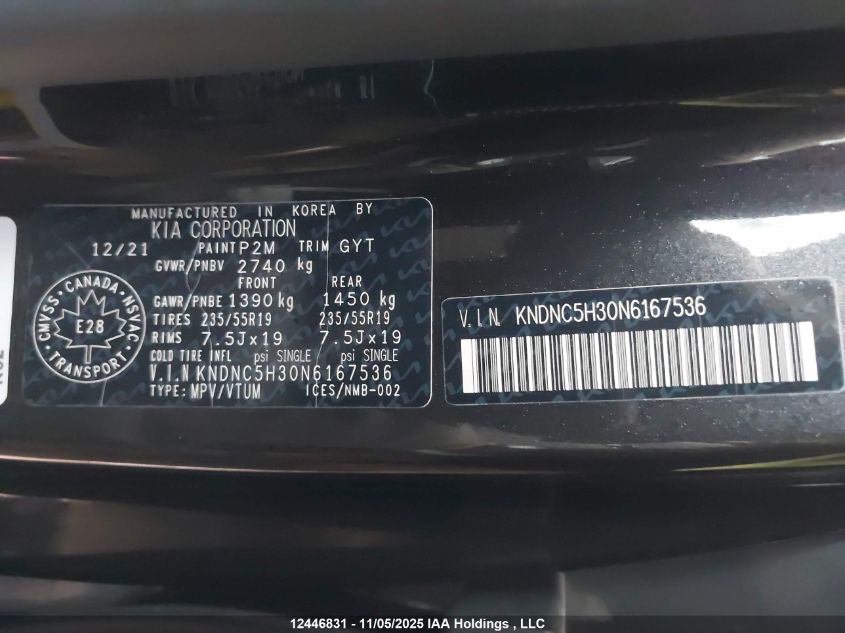 MANUFACTURED IN KOREA BY
KIA CORPORATION
12/21 PAINT P2M TRIM GYT
GVWR/PNBV 2740 kg
FRONT REAR
GAWR/PNBE 1390 kg 1450 kg
TIRES 235/55R19 235/55R19
RIMS 7.5Jx19 7.5Jx19
COLD TIRE INFL psi SINGLE psi SINGLE
V.I.N KNDNC5H30N6167536
TYPE: MPV/VTUM ICES/NMB-002
CMVSS • CANADA • NSVAC • TRANSPORT •
E28
V.I.N. KNDNC5H30N6167536
12446831 - 11/05/2025 IAA Holdings , LLC